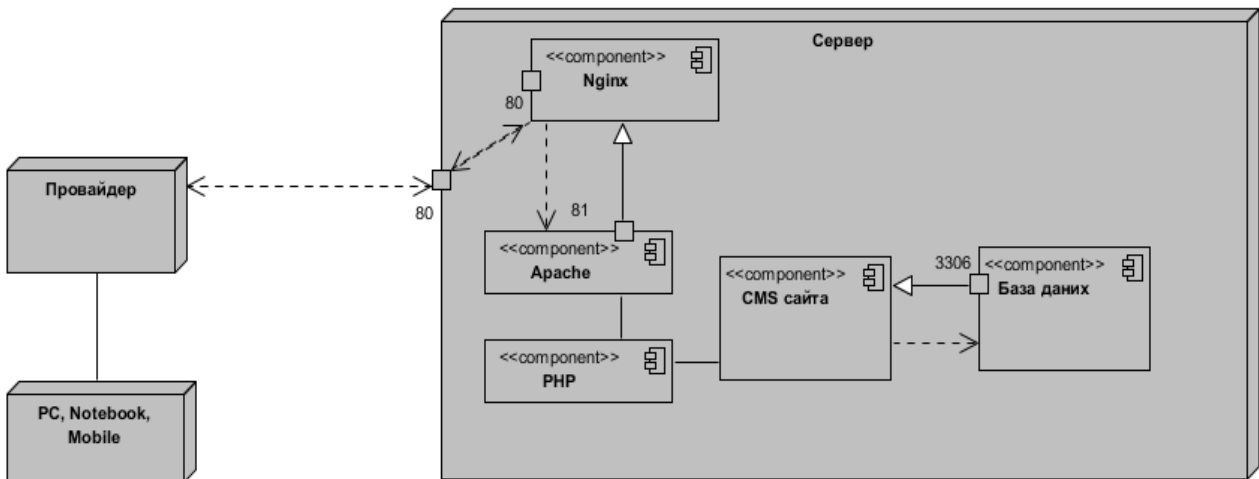 Сервер
<<component>>
Nginx
80
80
Провайдер
81
<<component>>
Apache
<<component>>
CMS сайта
3306
<<component>>
База даних
<<component>>
PHP
PC, Notebook,
Mobile